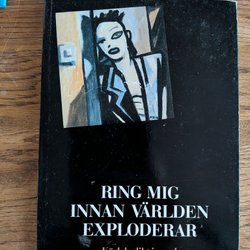 RING MIG
INNAN VÄRLDEN
EXPLODERAR